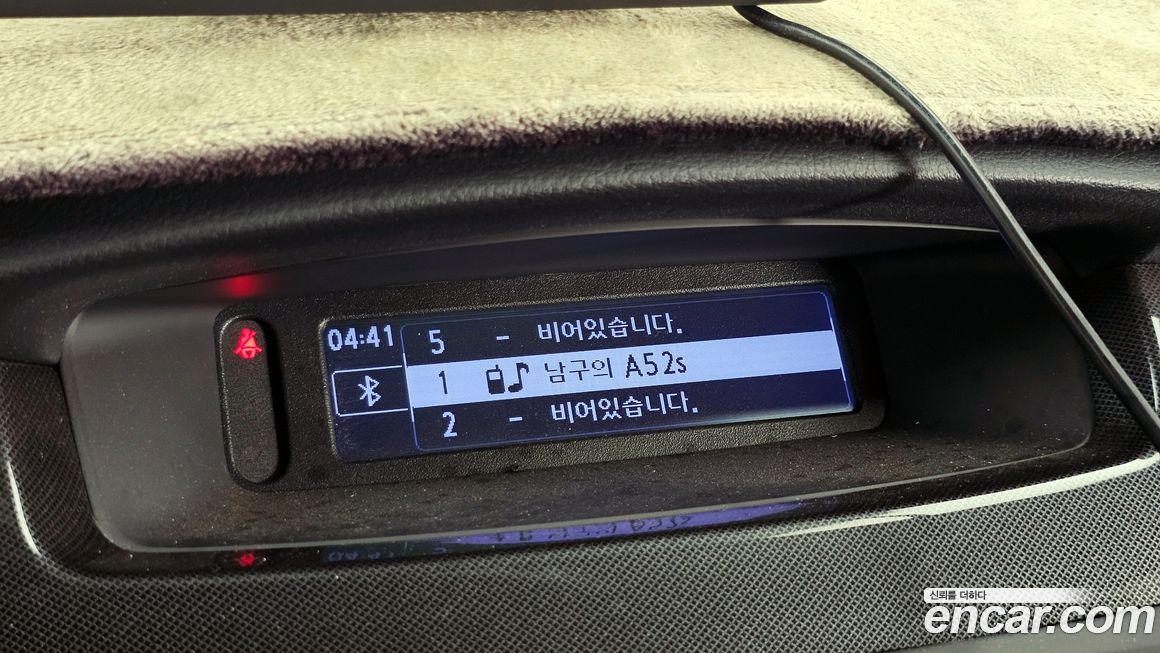 04:41
5 - 비어있습니다.
1 남구의 A52s
2 - 비어있습니다.
신뢰를 더하다
encar.com